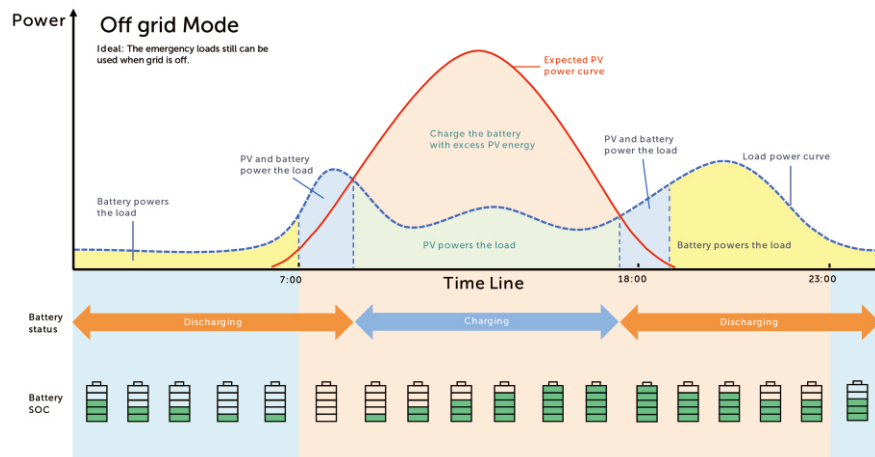 Power
Off grid Mode
Ideal: The emergency loads still can be
used when grid is off.
Expected PV
power curve
Charge the battery
with excess PV energy
PV and battery
power the load
PV and battery
power the load
Load power curve
Battery powers
the load
PV powers the load
Battery powers the load
7:00
Time Line
18:00
23:00
Battery
status
Discharging
Charging
Discharging
Battery
SOC